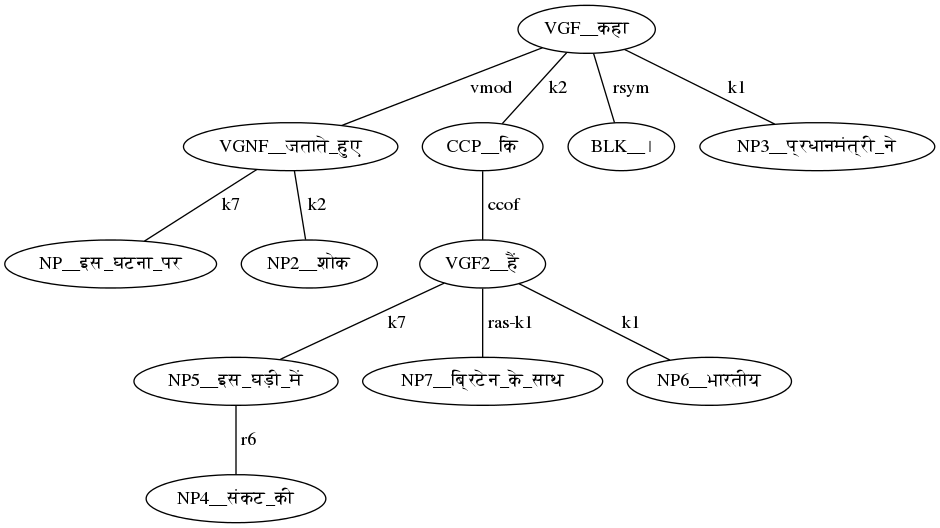 VGF__कहा
vmod k2 rsym k1
VGNF__जताते_हुए CCP__कि BLK__। NP3__प्रधानमंत्री_ने
k7 k2 ccof
NP__इस_घटना_पर NP2__शोक VGF2__हैं
k7 ras-k1 k1
NP5__इस_घड़ी_में NP7__ब्रिटेन_के_साथ NP6__भारतीय
r6
NP4__संकट_की